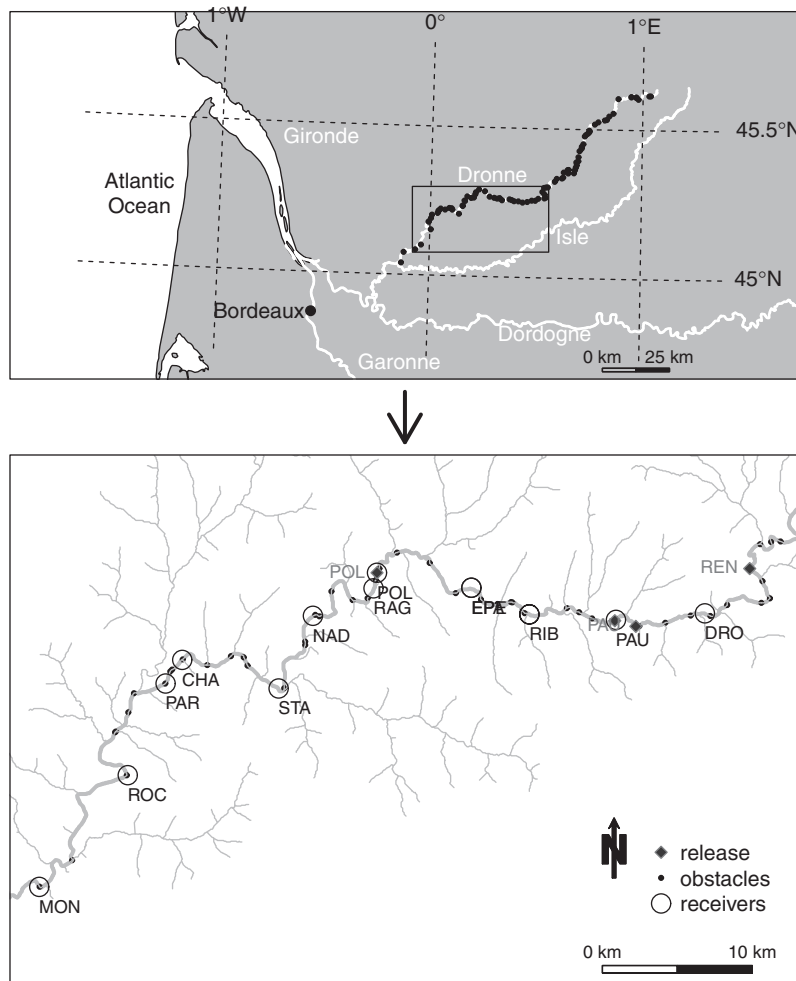 1°W
0°
1°E
Gironde
45.5°N
Atlantic
Ocean
Dronne
Isle
45°N
Bordeaux
Dordogne
0 km 25 km
Garonne
POL
POL
RAG
REN
NAD
RIB
PAU
DRO
CHA
PAR
STA
ROC
N
release
obstacles
receivers
MON
0 km 10 km